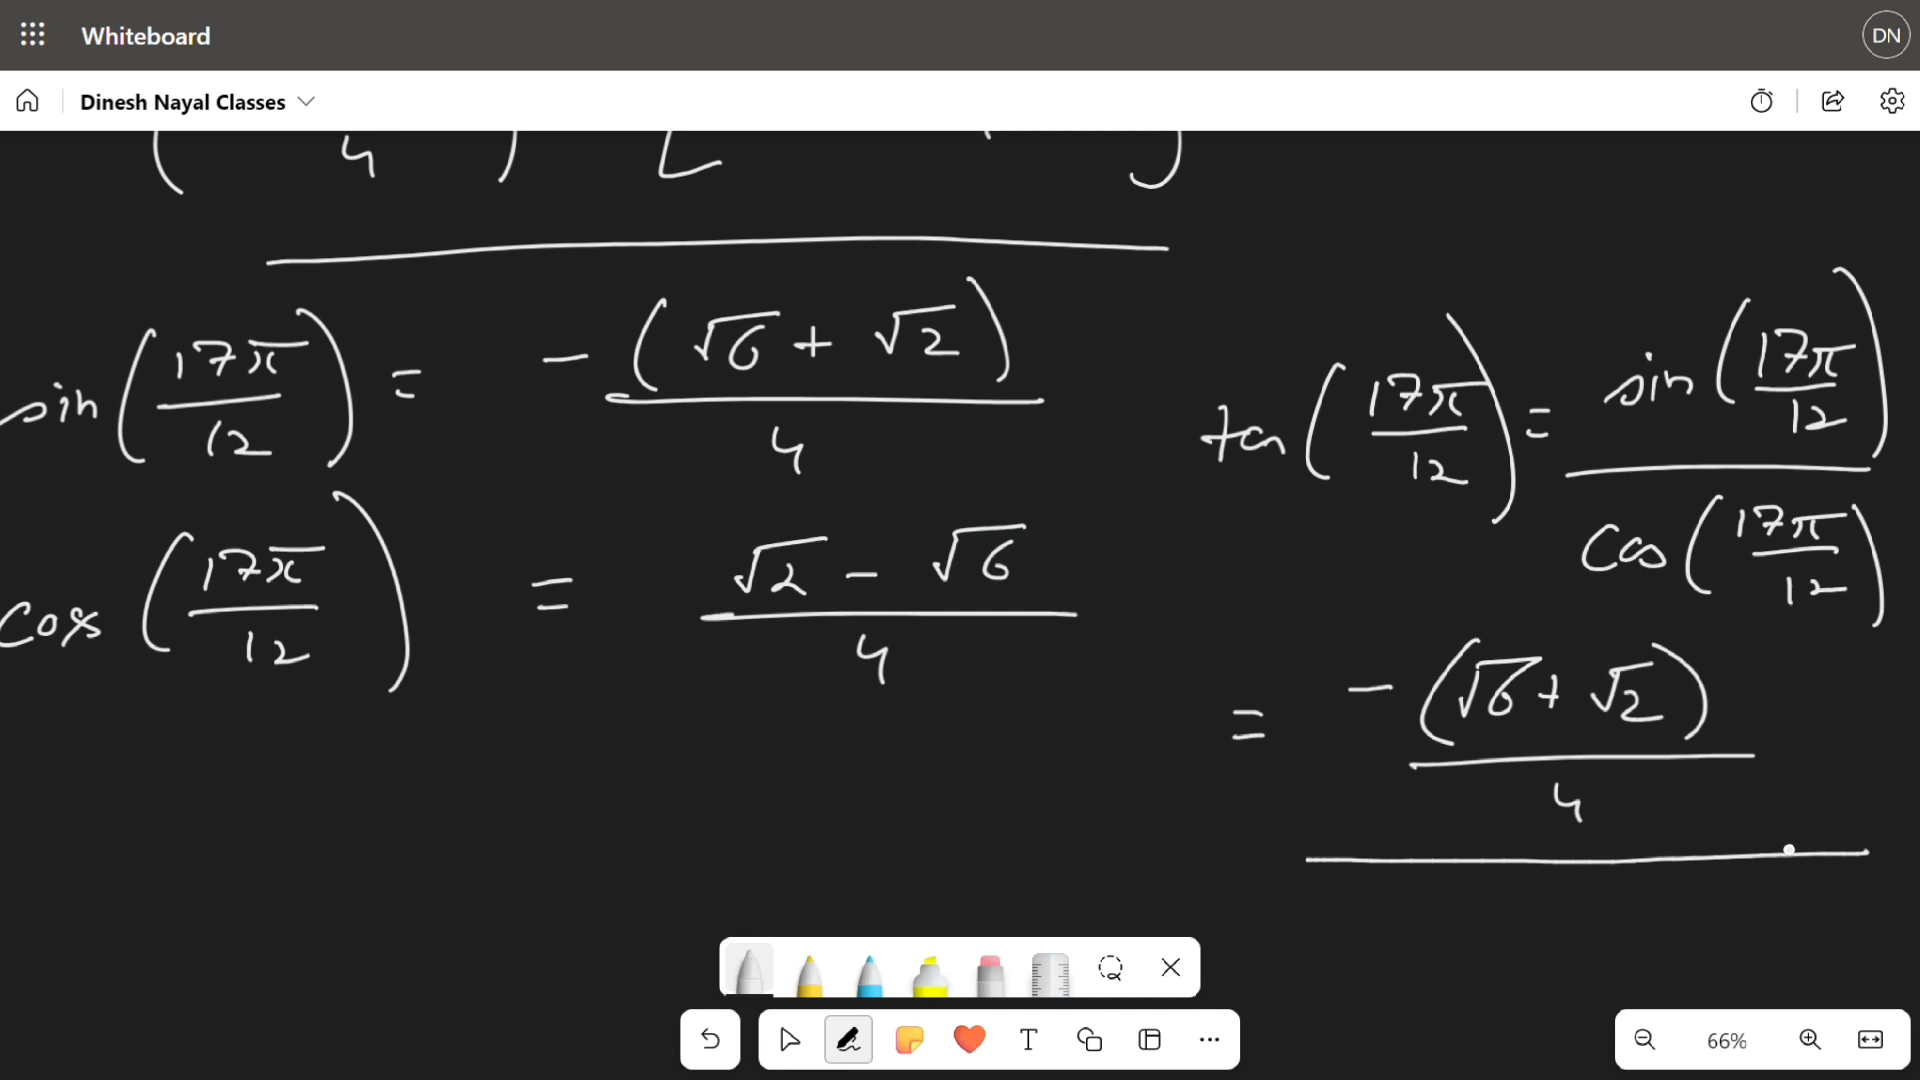 Whiteboard
DN
Dinesh Nayal Classes
( 4 ) [ ]
sin(17π/12) = -(√6 + √2)/4
cos(17π/12) = √2 - √6/4
tan(17π/12) = sin(17π/12)/cos(17π/12)
= -(√6 + √2)/4
T
66%